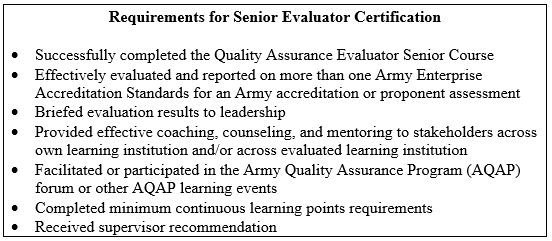 Requirements for Senior Evaluator Certification
• Successfully completed the Quality Assurance Evaluator Senior Course
• Effectively evaluated and reported on more than one Army Enterprise
Accreditation Standards for an Army accreditation or proponent assessment
• Briefed evaluation results to leadership
• Provided effective coaching, counseling, and mentoring to stakeholders across
own learning institution and/or across evaluated learning institution
• Facilitated or participated in the Army Quality Assurance Program (AQAP)
forum or other AQAP learning events
• Completed minimum continuous learning points requirements
• Received supervisor recommendation